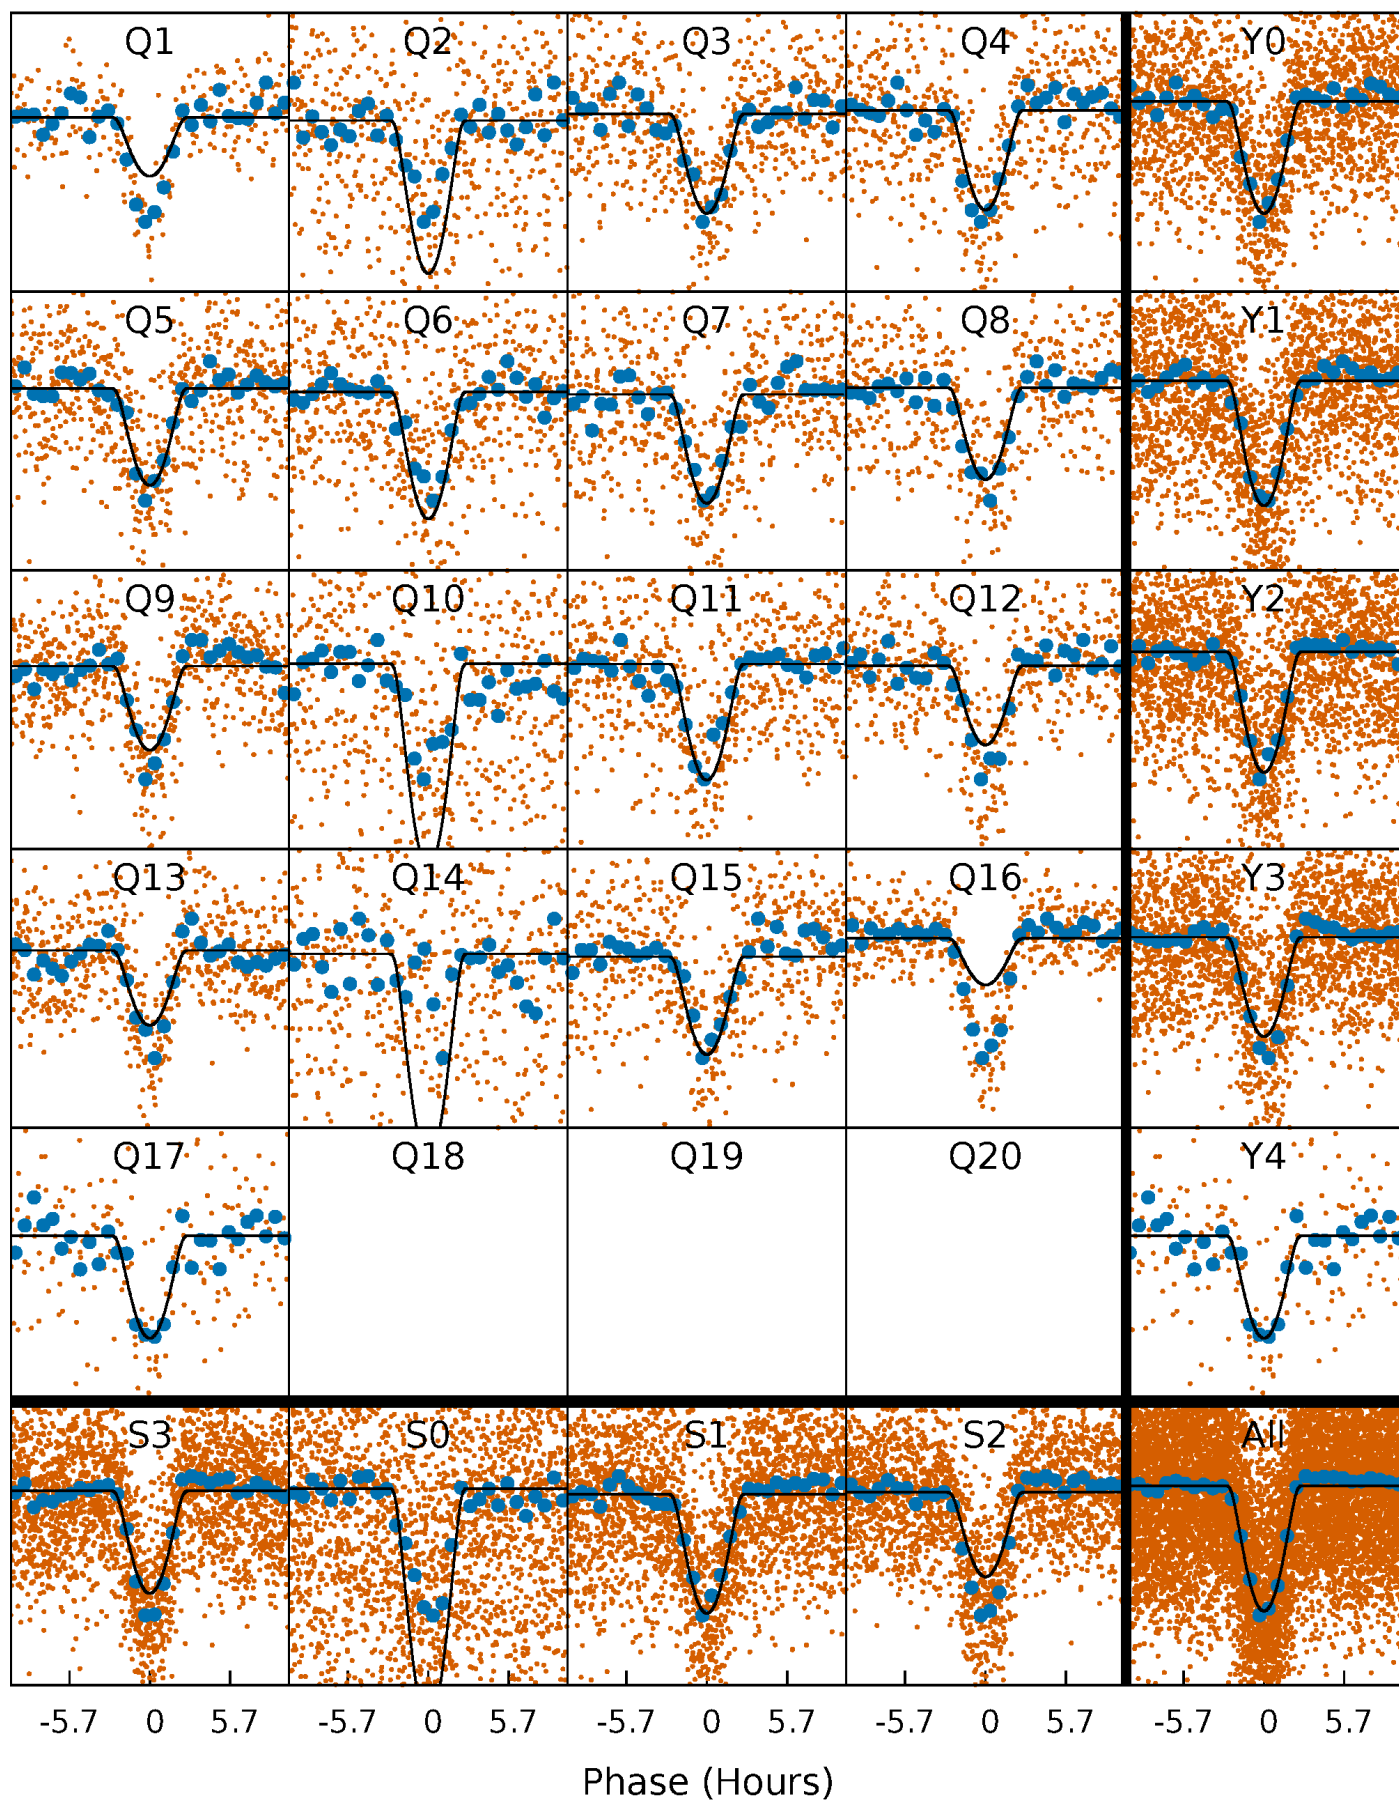 Q1 Q2 Q3 Q4 Y0
Q5 Q6 Q7 Q8 Y1
Q9 Q10 Q11 Q12 Y2
Q13 Q14 Q15 Q16 Y3
Q17 Q18 Q19 Q20 Y4
S3 S0 S1 S2 All
-5.7 0 5.7 -5.7 0 5.7 -5.7 0 5.7 -5.7 0 5.7 -5.7 0 5.7
Phase (Hours)